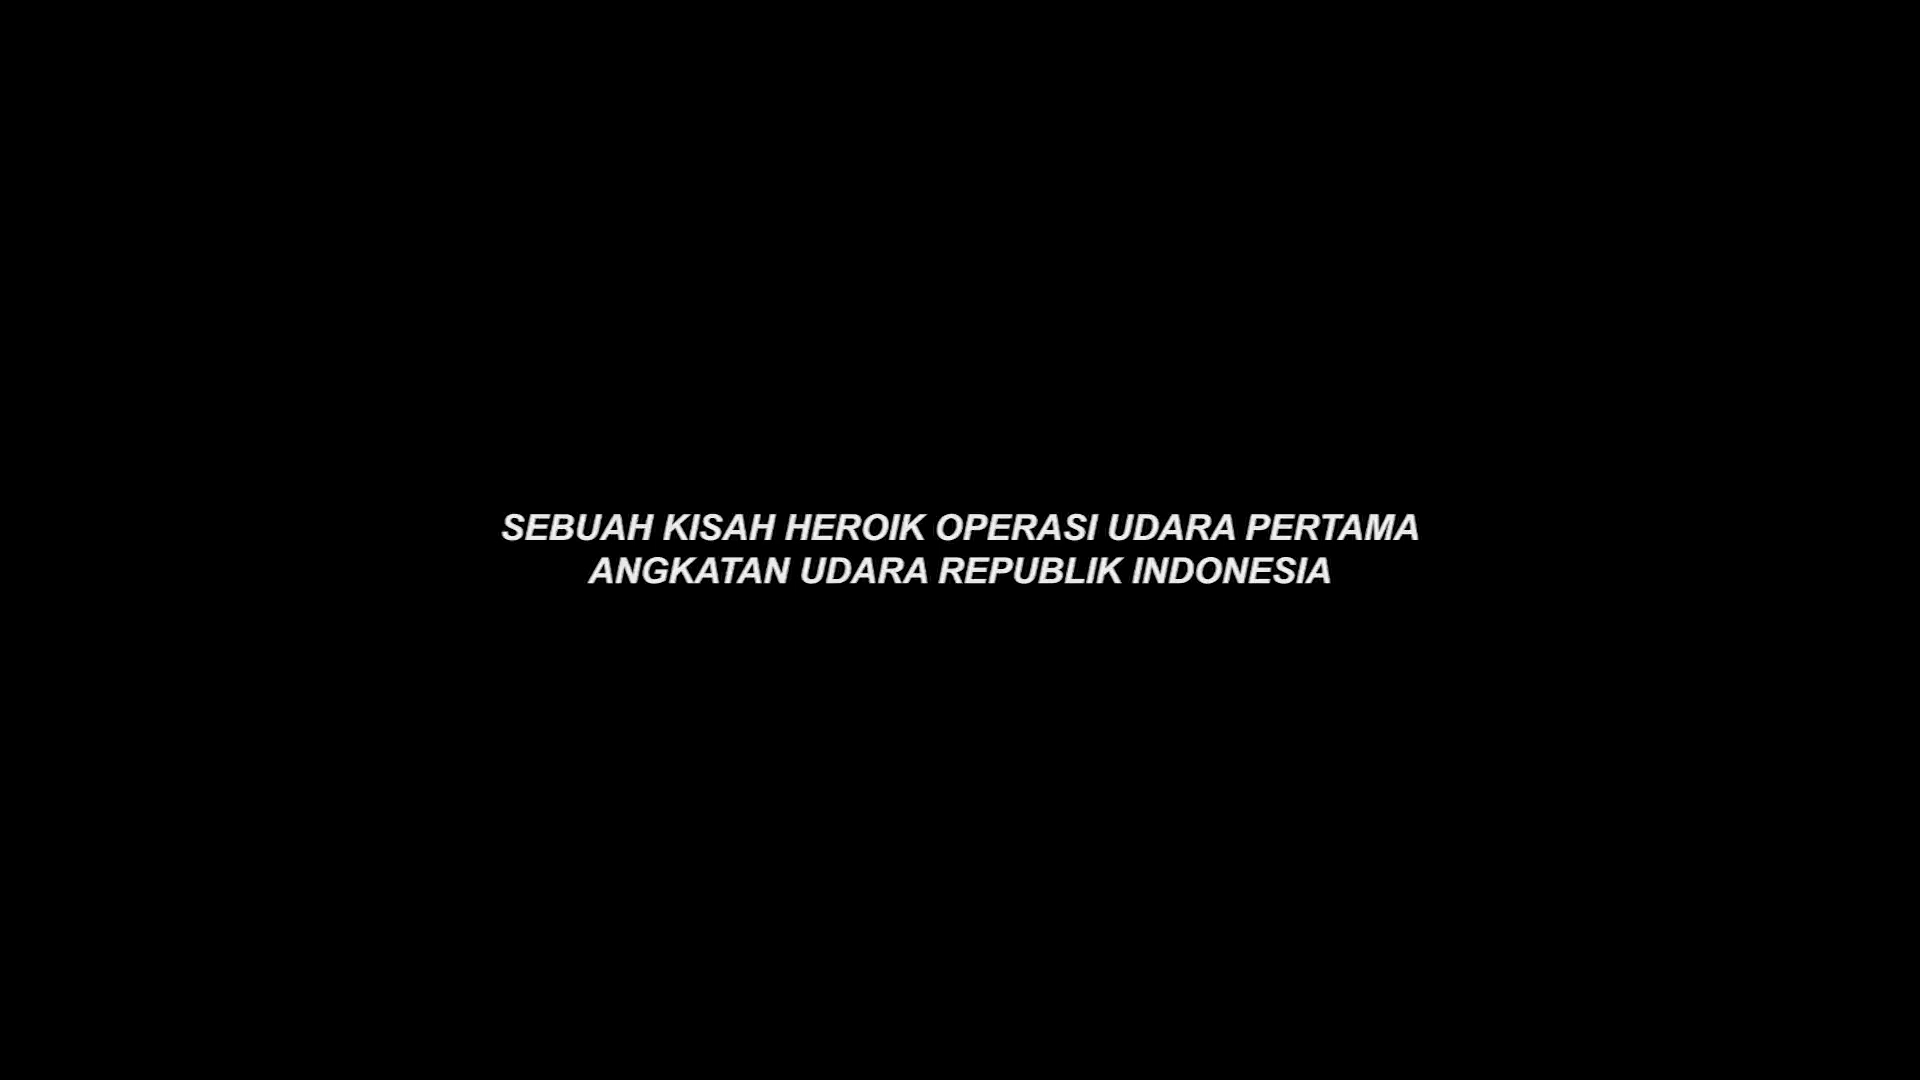 SEBUAH KISAH HEROIK OPERASI UDARA PERTAMA
ANGKATAN UDARA REPUBLIK INDONESIA